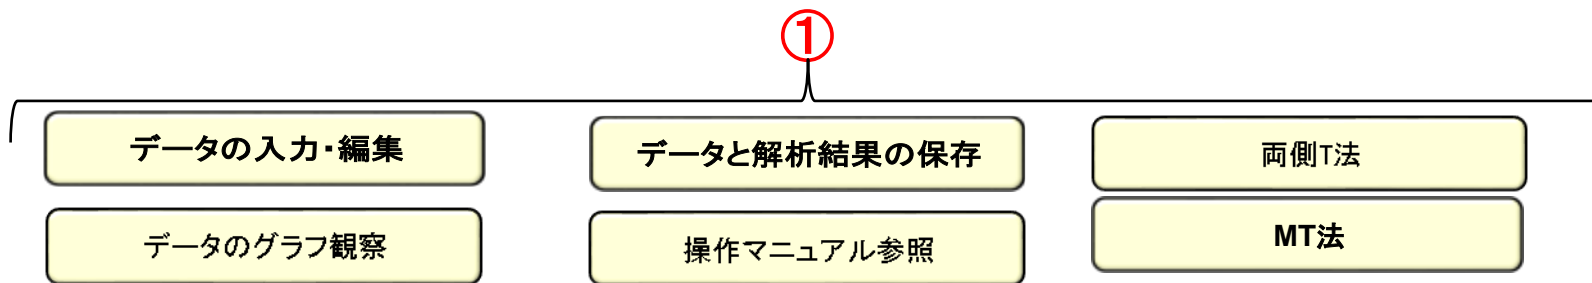 ①
データの入力・編集
データと解析結果の保存
両側T法
データのグラフ観察
操作マニュアル参照
MT法